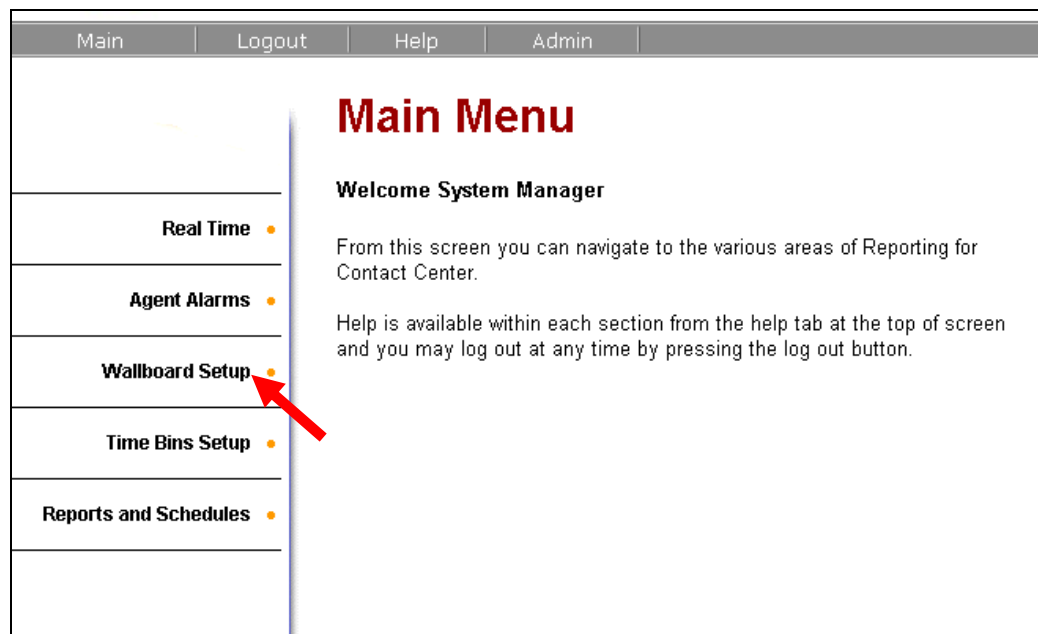 Main Logout Help Admin
Main Menu
Welcome System Manager
Real Time
From this screen you can navigate to the various areas of Reporting for
Contact Center.
Agent Alarms
Help is available within each section from the help tab at the top of screen
and you may log out at any time by pressing the log out button.
Wallboard Setup
Time Bins Setup
Reports and Schedules